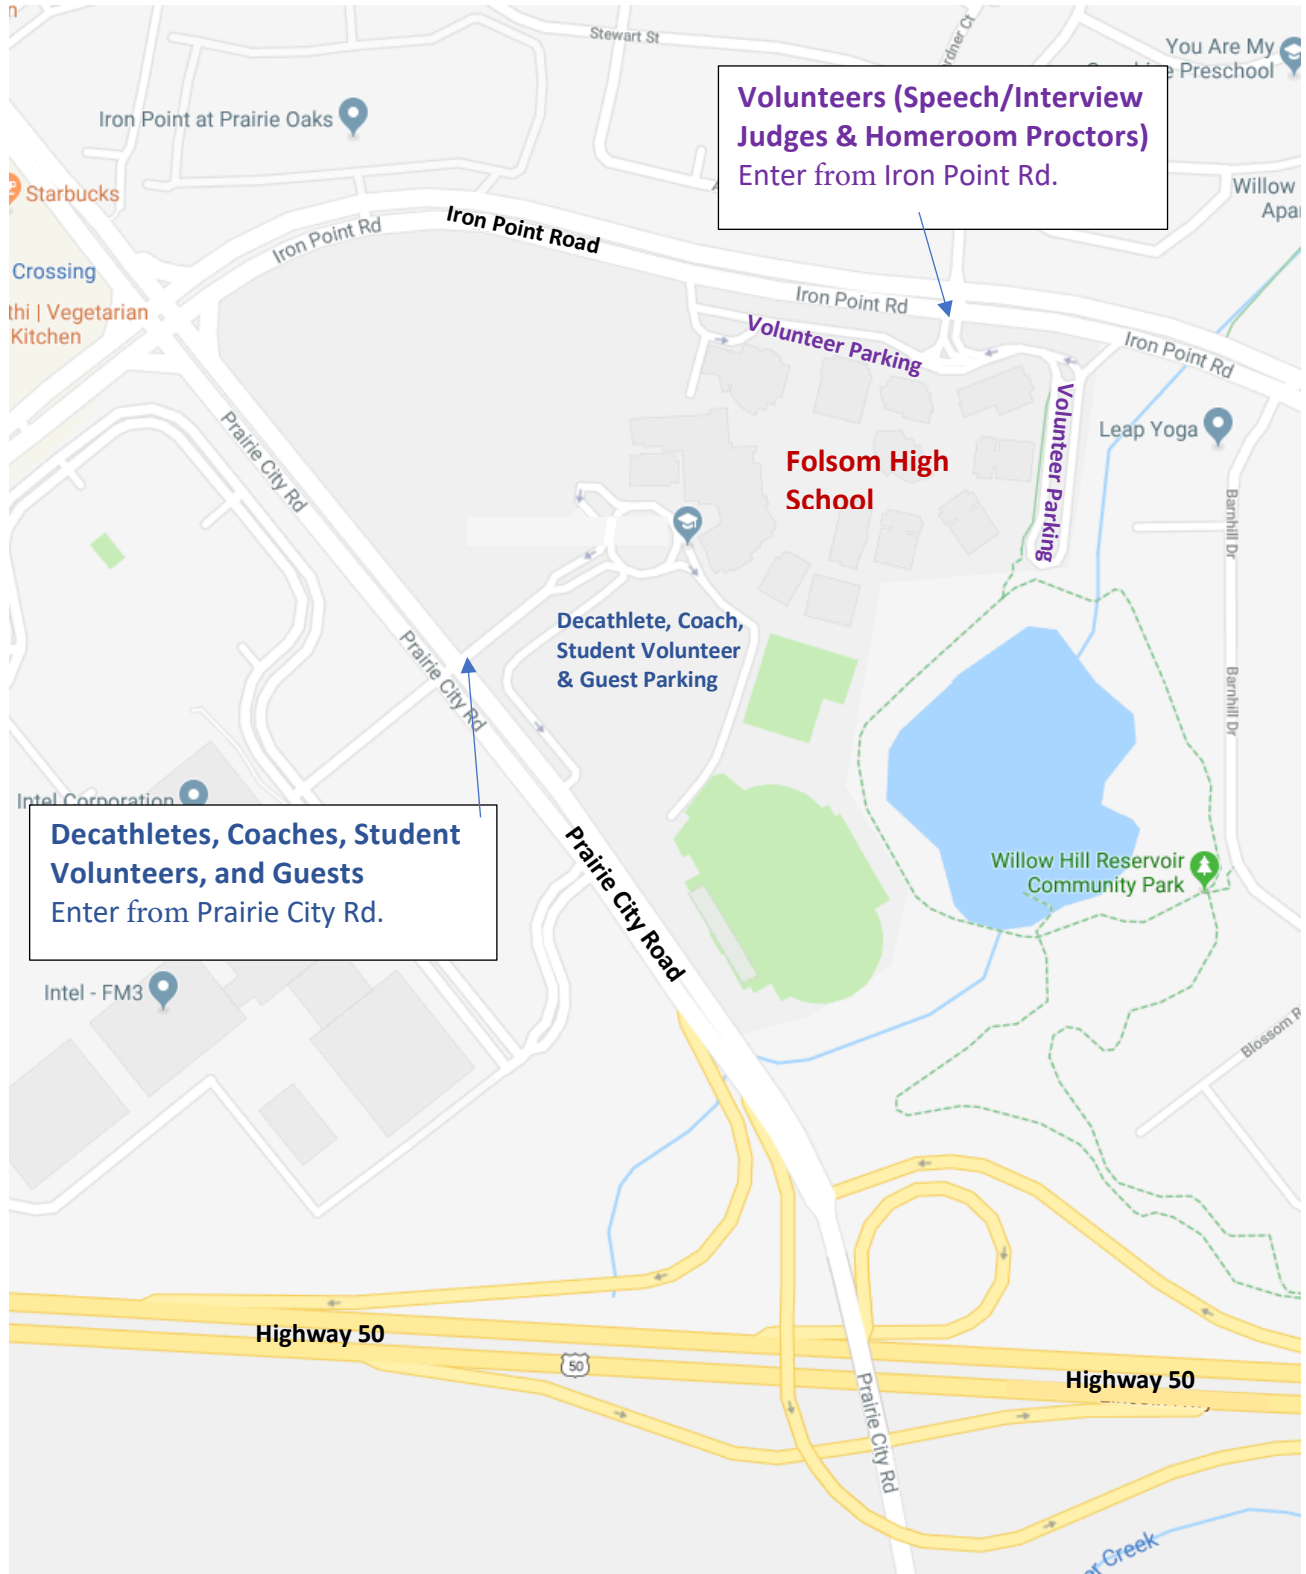 n
Stewart St
rdner Ct
You Are My
e Preschool
Iron Point at Prairie Oaks
Volunteers (Speech/Interview
Judges & Homeroom Proctors)
Enter from Iron Point Rd.
Starbucks
Willow
Apar
Iron Point Road
Iron Point Rd
Crossing
Iron Point Rd
thi | Vegetarian
Kitchen
Volunteer Parking
Iron Point Rd
Volunteer Parking
Leap Yoga
Prairie City Rd
Folsom High
School
Barnhill Dr
Decathlete, Coach,
Student Volunteer
& Guest Parking
Prairie City Rd
Barnhill Dr
Intel Corporation
Decathletes, Coaches, Student
Volunteers, and Guests
Enter from Prairie City Rd.
Prairie City Road
Willow Hill Reservoir
Community Park
Intel - FM3
Blossom R
Highway 50
50
Highway 50
Prairie City Rd
er Creek